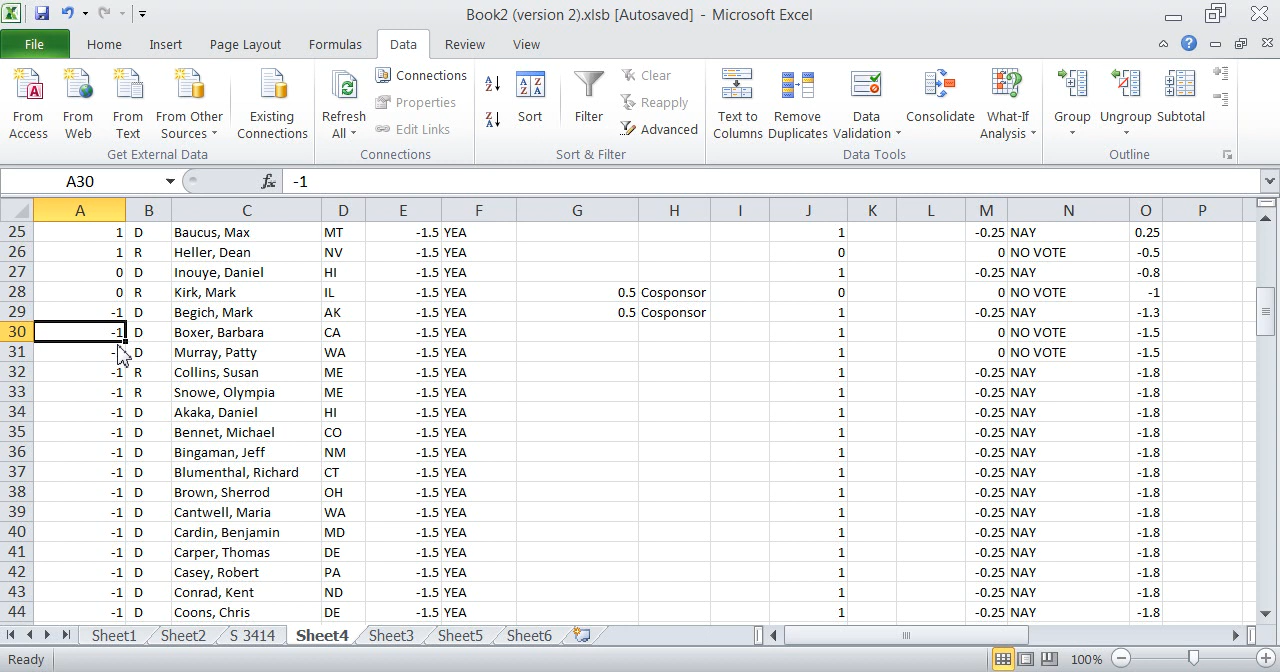 Book2 (version 2).xlsb [Autosaved] - Microsoft Excel
File Home Insert Page Layout Formulas Data Review View
From Access From Web From Text From Other Sources Existing Connections Refresh All Connections Properties Edit Links Sort Filter Clear Reapply Advanced Text to Columns Remove Duplicates Data Validation Consolidate What-If Analysis Group Ungroup Subtotal
Get External Data Connections Sort & Filter Data Tools Outline
A30 fx -1
A B C D E F G H I J K L M N O P
25 1 D Baucus, Max MT -1.5 YEA 1 -0.25 NAY 0.25
26 1 R Heller, Dean NV -1.5 YEA 0 0 NO VOTE -0.5
27 0 D Inouye, Daniel HI -1.5 YEA 1 -0.25 NAY -0.8
28 0 R Kirk, Mark IL -1.5 YEA 0.5 Cosponsor 0 0 NO VOTE -1
29 -1 D Begich, Mark AK -1.5 YEA 0.5 Cosponsor 1 -0.25 NAY -1.3
30 -1 D Boxer, Barbara CA -1.5 YEA 1 0 NO VOTE -1.5
31 D Murray, Patty WA -1.5 YEA 1 0 NO VOTE -1.5
32 -1 R Collins, Susan ME -1.5 YEA 1 -0.25 NAY -1.8
33 -1 R Snowe, Olympia ME -1.5 YEA 1 -0.25 NAY -1.8
34 -1 D Akaka, Daniel HI -1.5 YEA 1 -0.25 NAY -1.8
35 -1 D Bennet, Michael CO -1.5 YEA 1 -0.25 NAY -1.8
36 -1 D Bingaman, Jeff NM -1.5 YEA 1 -0.25 NAY -1.8
37 -1 D Blumenthal, Richard CT -1.5 YEA 1 -0.25 NAY -1.8
38 -1 D Brown, Sherrod OH -1.5 YEA 1 -0.25 NAY -1.8
39 -1 D Cantwell, Maria WA -1.5 YEA 1 -0.25 NAY -1.8
40 -1 D Cardin, Benjamin MD -1.5 YEA 1 -0.25 NAY -1.8
41 -1 D Carper, Thomas DE -1.5 YEA 1 -0.25 NAY -1.8
42 -1 D Casey, Robert PA -1.5 YEA 1 -0.25 NAY -1.8
43 -1 D Conrad, Kent ND -1.5 YEA 1 -0.25 NAY -1.8
44 -1 D Coons, Chris DE -1.5 YEA 1 -0.25 NAY -1.8
Sheet1 Sheet2 S 3414 Sheet4 Sheet3 Sheet5 Sheet6
Ready 100%